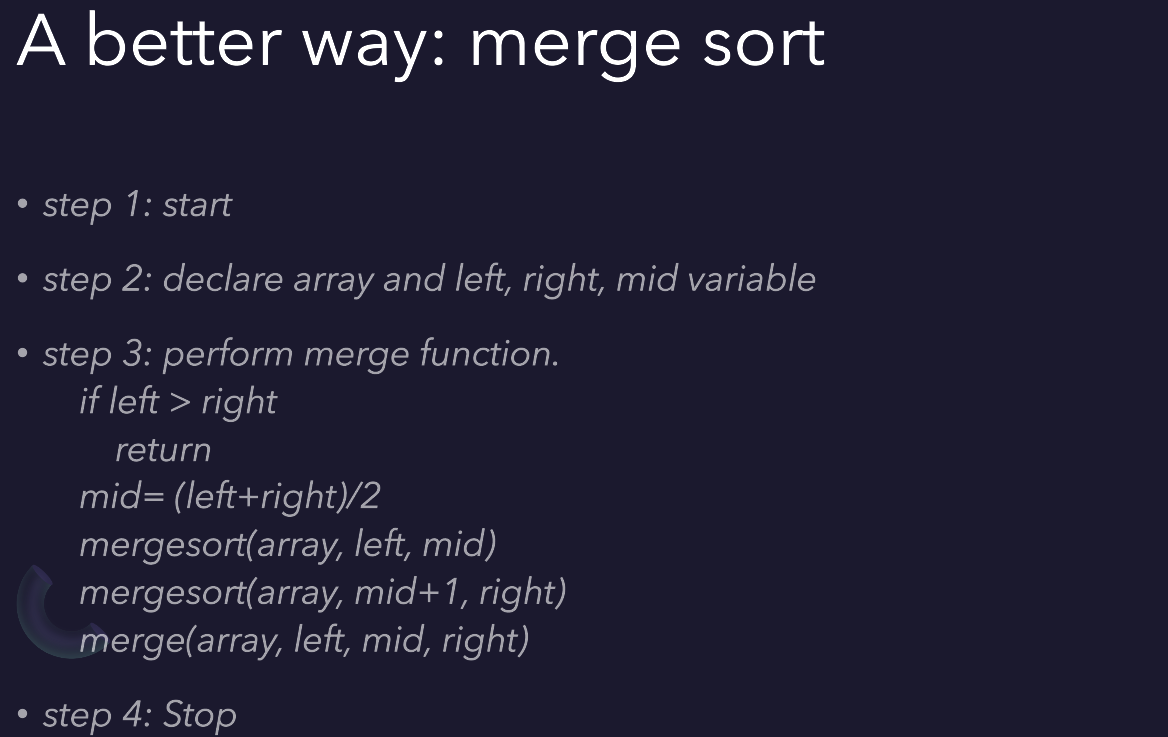 A better way: merge sort
• step 1: start
• step 2: declare array and left, right, mid variable
• step 3: perform merge function.
if left > right
return
mid= (left+right)/2
mergesort(array, left, mid)
mergesort(array, mid+1, right)
merge(array, left, mid, right)
• step 4: Stop